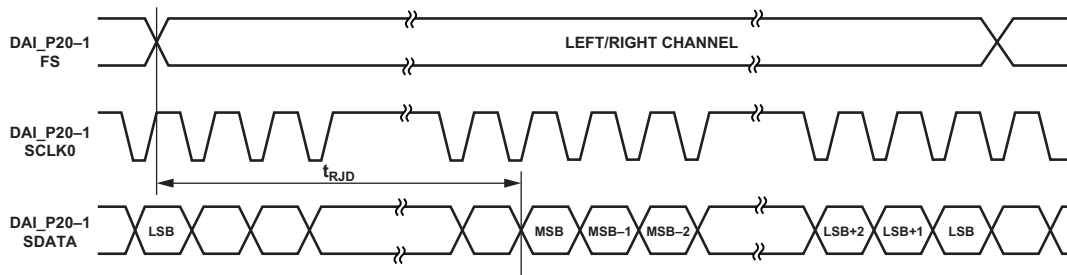 DAI_P20–1
FS
LEFT/RIGHT CHANNEL
DAI_P20–1
SCLK0
tRJD
DAI_P20–1
SDATA
LSB
MSB
MSB–1
MSB–2
LSB+2
LSB+1
LSB